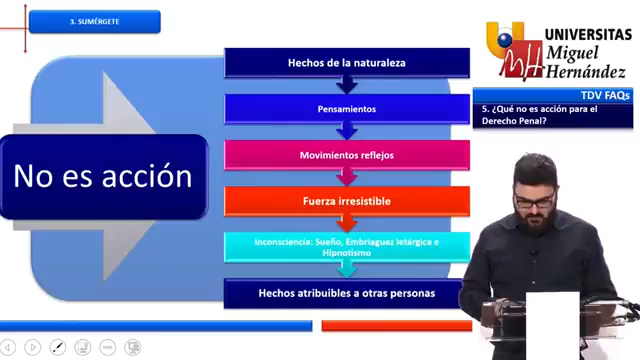 3. SUMÉRGETE
No es acción
Hechos de la naturaleza
Pensamientos
Movimientos reflejos
Fuerza irresistible
Inconsciencia: Sueño, Embriaguez letárgica e
Hipnotismo
Hechos atribuibles a otras personas
UNIVERSITAS
Miguel
Hernández
TDV FAQs
5. ¿Qué no es acción para el
Derecho Penal?